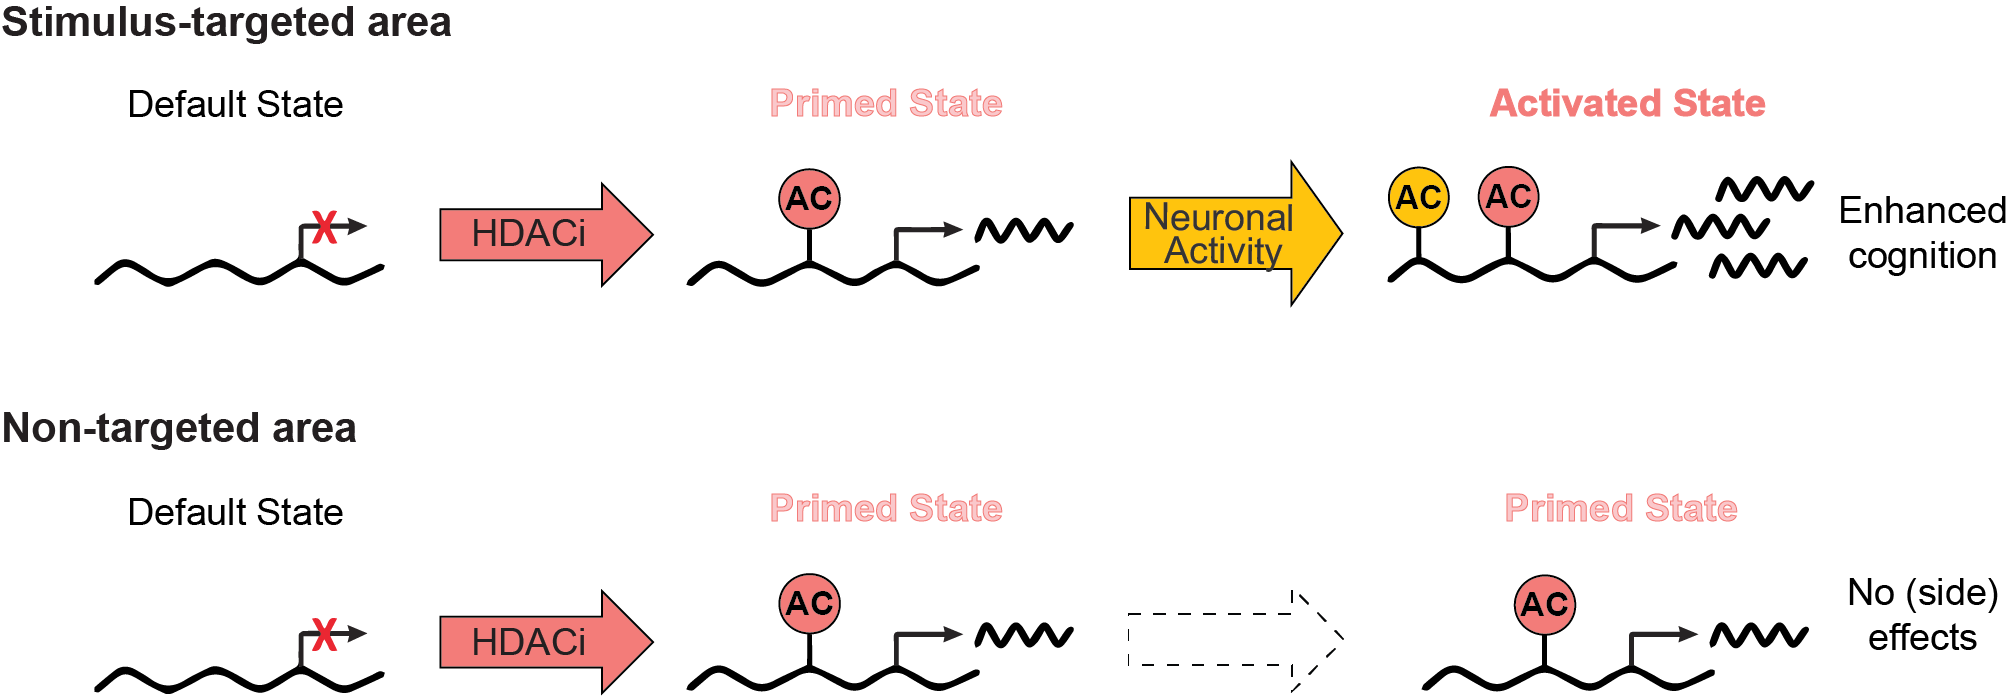 Stimulus-targeted area
Default State
Primed State
Activated State
X
HDACi
AC
Neuronal
Activity
AC
AC
Enhanced
cognition
Non-targeted area
Default State
Primed State
Primed State
X
HDACi
AC
AC
No (side)
effects